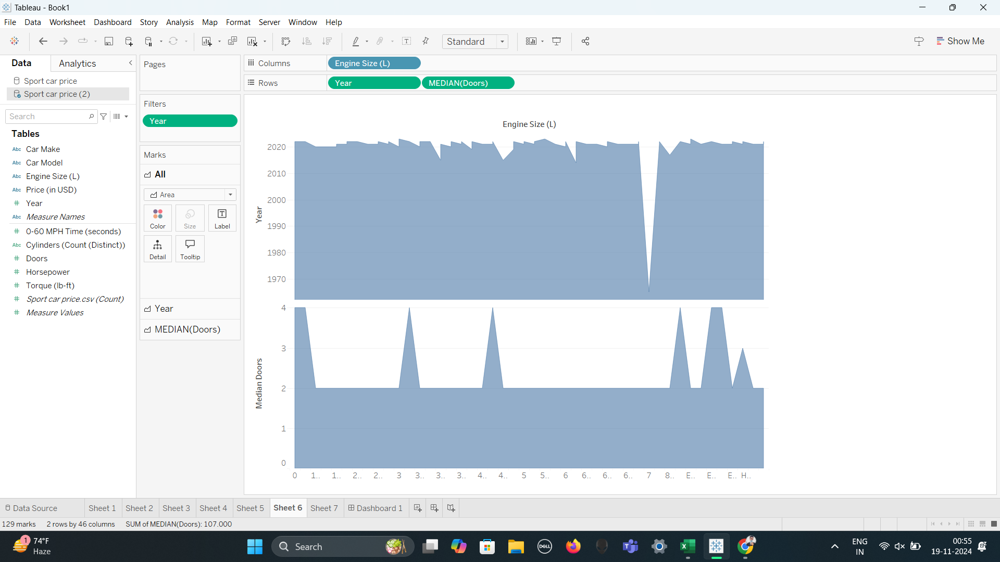 Tableau - Book1
File Data Worksheet Dashboard Story Analysis Map Format Server Window Help
Standard
Show Me
Data Analytics
Sport car price
Sport car price (2)
Search
Tables
Abc Car Make
Abc Car Model
Abc Engine Size (L)
Abc Price (in USD)
# Year
Abc Measure Names
# 0-60 MPH Time (seconds)
Abc Cylinders (Count (Distinct))
# Doors
# Horsepower
# Torque (lb-ft)
# Sport car price.csv (Count)
# Measure Values
Pages
Filters
Year
Marks
All
Area
Color Size Label
Detail Tooltip
Year
MEDIAN(Doors)
Columns Engine Size (L)
Rows Year MEDIAN(Doors)
Engine Size (L)
2020
2010
2000
1990
1980
1970
Year
4
3
2
1
0
Median Doors
0 1.. 1.. 2.. 2.. 3 3.. 3.. 3.. 4.. 4.. 5 5.. 6 6.. 6.. 6.. 7 8.. E.. E.. E.. H..
Data Source Sheet 1 Sheet 2 Sheet 3 Sheet 4 Sheet 5 Sheet 6 Sheet 7 Dashboard 1
129 marks 2 rows by 46 columns SUM of MEDIAN(Doors): 107.000
1
74°F
Haze
Search
DELL
ENG
IN
00:55
19-11-2024